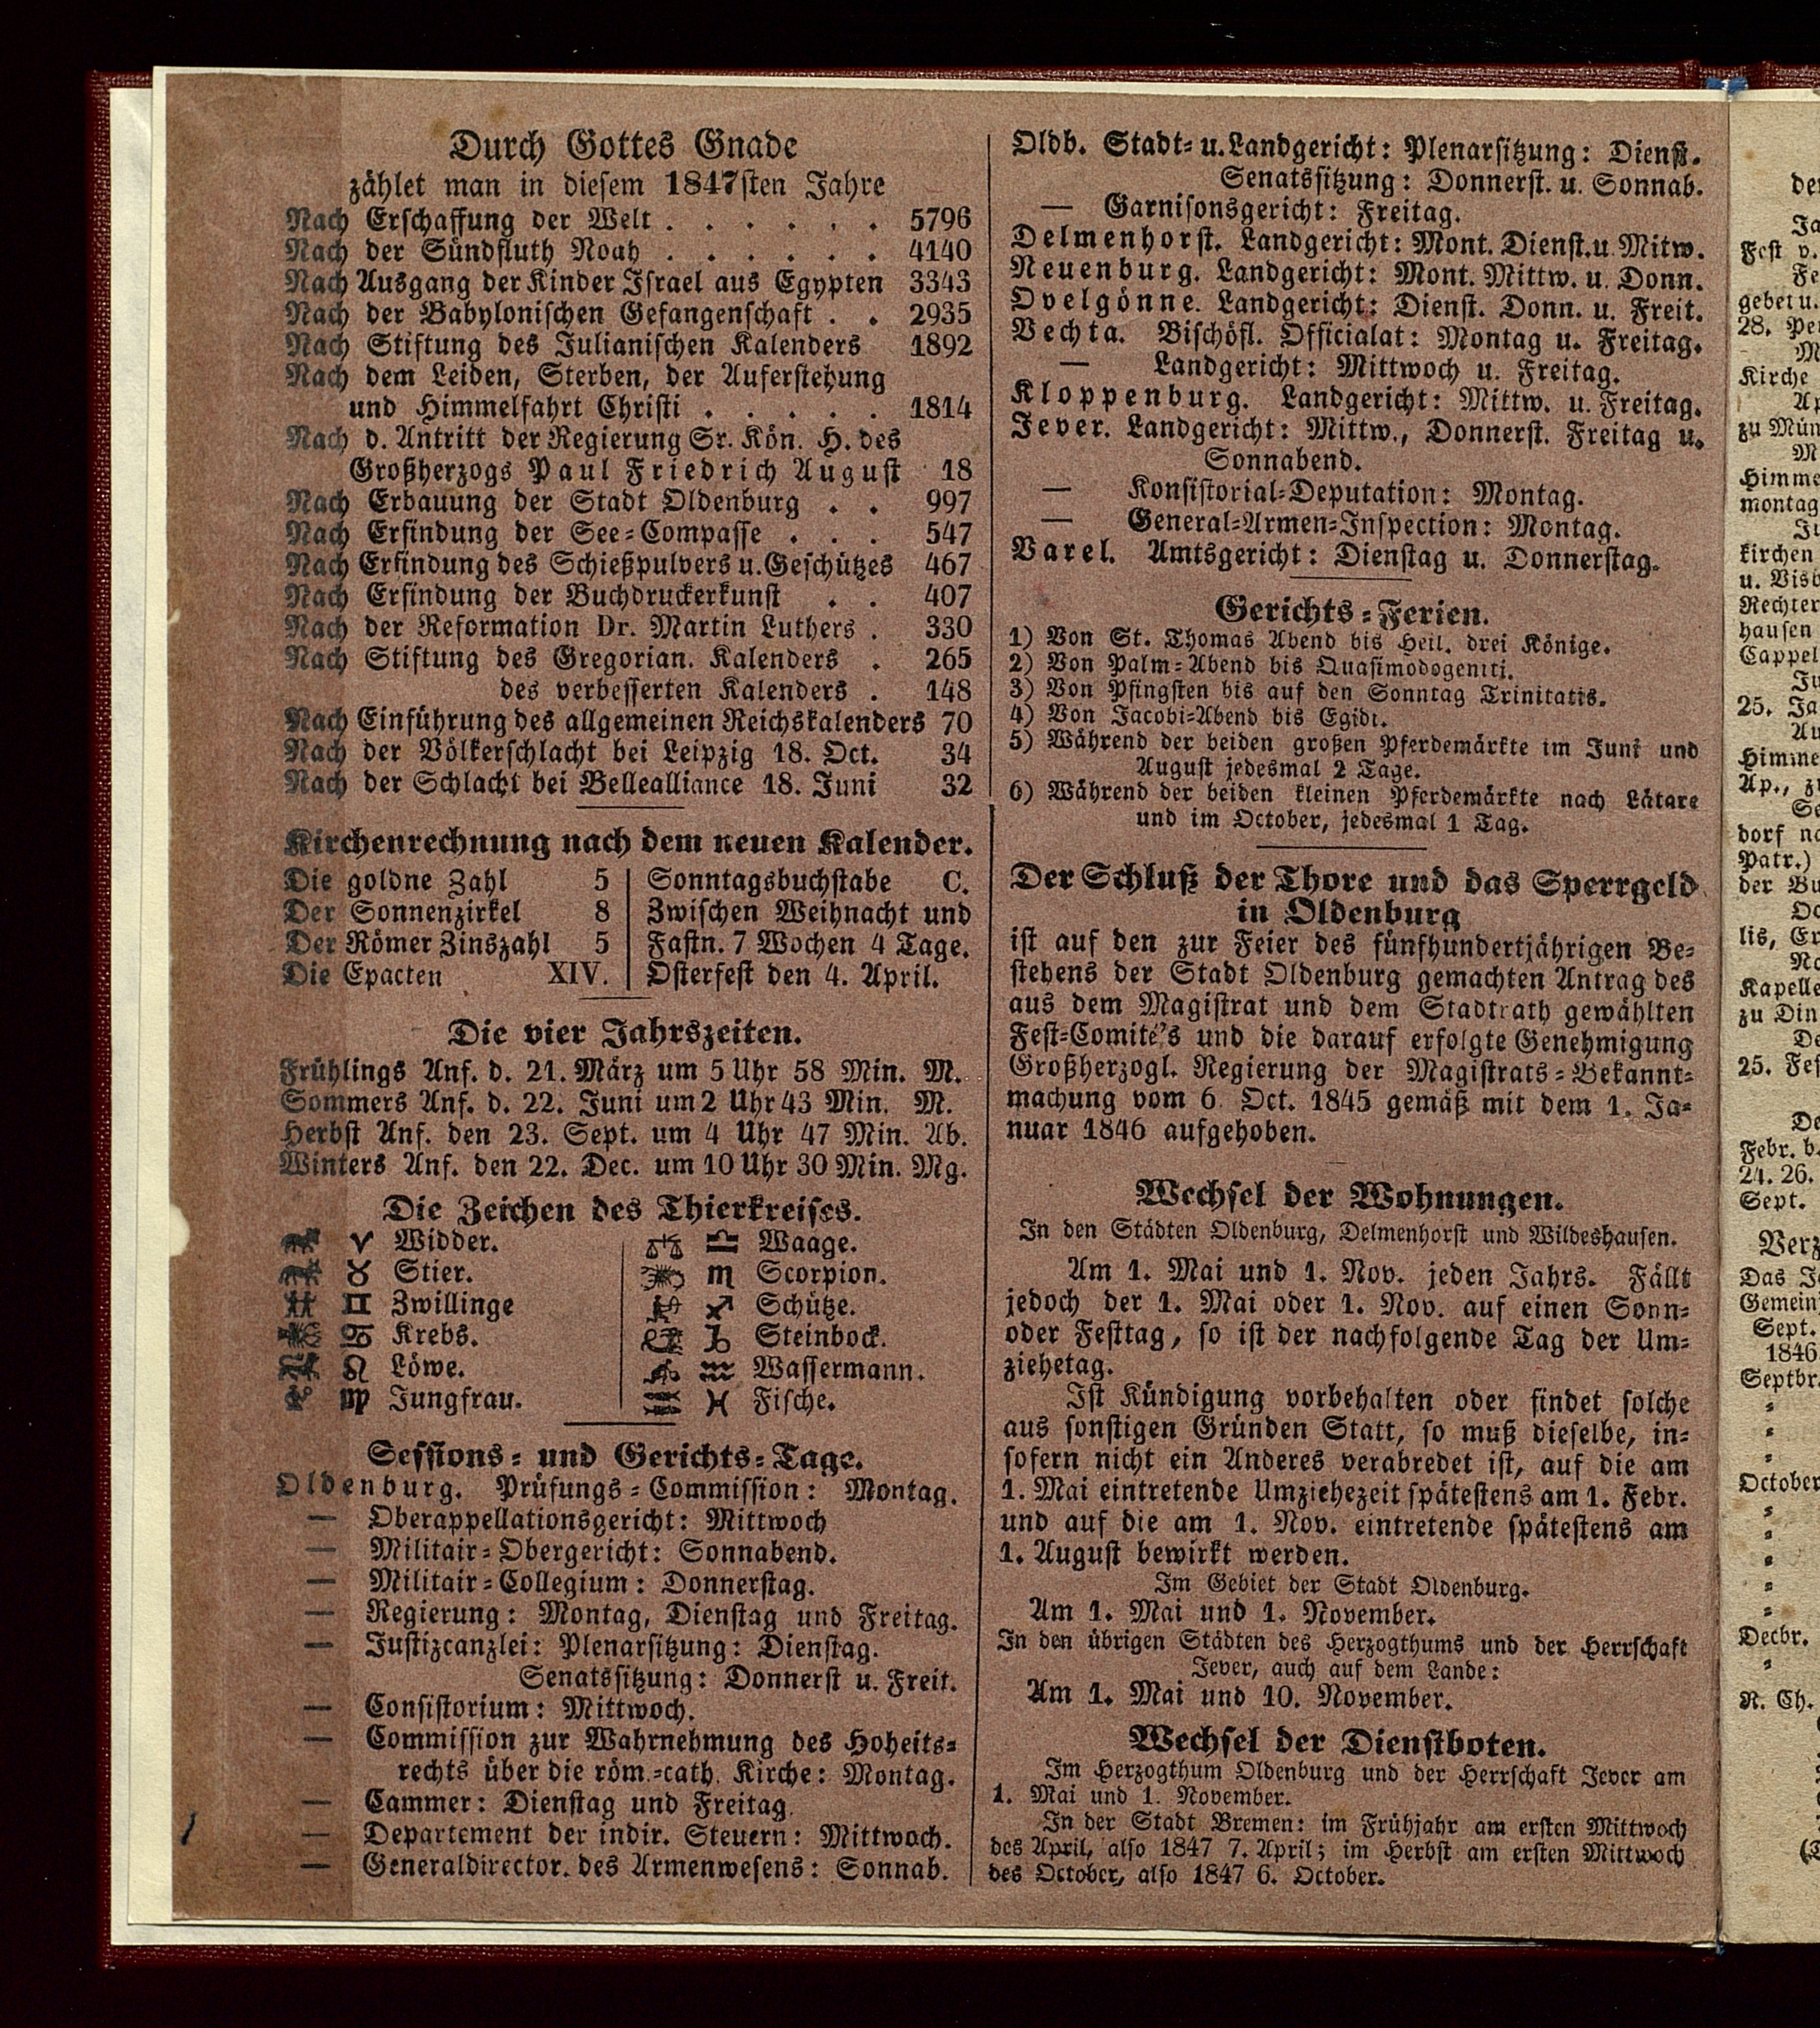 Durch Gottes Gnade
zählet man in diesem 1847sten Jahre
Nach Erschaffung der Welt . . . . . . 5796
Nach der Sündfluth Noah . . . . . . 4140
Nach Ausgang der Kinder Israel aus Egypten 3343
Nach der Babylonischen Gefangenschaft . . 2935
Nach Stiftung des Julianischen Kalenders 1892
Nach dem Leiden, Sterben, der Auferstehung
und Himmelfahrt Christi . . . . . 1814
Nach d. Antritt der Regierung Sr. Kön. H. des
Großherzogs Paul Friedrich August 18
Nach Erbauung der Stadt Oldenburg . . 997
Nach Erfindung der See-Compasse . . . 547
Nach Erfindung des Schießpulvers u. Geschützes 467
Nach Erfindung der Buchdruckerkunst . . 407
Nach der Reformation Dr. Martin Luthers . 330
Nach Stiftung des Gregorian. Kalenders . 265
des verbesserten Kalenders . 148
Nach Einführung des allgemeinen Reichskalenders 70
Nach der Völkerschlacht bei Leipzig 18. Oct. 34
Nach der Schlacht bei Bellealliance 18. Juni 32
Kirchenrechnung nach dem neuen Kalender.
Die goldne Zahl 5
Der Sonnenzirkel 8
Der Römer Zinszahl 5
Die Epacten XIV.
Sonntagsbuchstabe C.
Zwischen Weihnacht und
Fastn. 7 Wochen 4 Tage.
Osterfest den 4. April.
Die vier Jahrszeiten.
Frühlings Anf. d. 21. März um 5 Uhr 58 Min. M.
Sommers Anf. d. 22. Juni um 2 Uhr 43 Min. M.
Herbst Anf. den 23. Sept. um 4 Uhr 47 Min. Ab.
Winters Anf. den 22. Dec. um 10 Uhr 30 Min. Mg.
Die Zeichen des Thierkreises.
♈ Widder.
♉ Stier.
♊ Zwillinge
♋ Krebs.
♌ Löwe.
♍ Jungfrau.
♎ Waage.
♏ Scorpion.
♐ Schütze.
♑ Steinbock.
♒ Wassermann.
♓ Fische.
Sessions- und Gerichts-Tage.
Oldenburg. Prüfungs-Commission: Montag.
— Oberappellationsgericht: Mittwoch
— Militair-Obergericht: Sonnabend.
— Militair-Collegium: Donnerstag.
— Regierung: Montag, Dienstag und Freitag.
— Justizcanzlei: Plenarsitzung: Dienstag.
Senatssitzung: Donnerst u. Freit.
— Consistorium: Mittwoch.
— Commission zur Wahrnehmung des Hoheits-
rechts über die röm.-cath. Kirche: Montag.
— Cammer: Dienstag und Freitag.
— Departement der indir. Steuern: Mittwoch.
— Generaldirector. des Armenwesens: Sonnab.
Oldb. Stadt- u. Landgericht: Plenarsitzung: Dienst.
Senatssitzung: Donnerst. u. Sonnab.
— Garnisonsgericht: Freitag.
Delmenhorst. Landgericht: Mont. Dienst. u. Mitw.
Neuenburg. Landgericht: Mont. Mittw. u. Donn.
Ovelgönne. Landgericht: Dienst. Donn. u. Freit.
Vechta. Bischöfl. Officialat: Montag u. Freitag.
— Landgericht: Mittwoch u. Freitag.
Kloppenburg. Landgericht: Mittw. u. Freitag.
Jever. Landgericht: Mittw., Donnerst. Freitag u.
Sonnabend.
— Konsistorial-Deputation: Montag.
— General-Armen-Inspection: Montag.
Varel. Amtsgericht: Dienstag u. Donnerstag.
Gerichts-Ferien.
1) Von St. Thomas Abend bis Heil. drei Könige.
2) Von Palm-Abend bis Quasimodogeniti.
3) Von Pfingsten bis auf den Sonntag Trinitatis.
4) Von Jacobi-Abend bis Egidi.
5) Während der beiden großen Pferdemärkte im Juni und
August jedesmal 2 Tage.
6) Während der beiden kleinen Pferdemärkte nach Lätare
und im October, jedesmal 1 Tag.
Der Schluß der Thore und das Sperrgeld
in Oldenburg
ist auf den zur Feier des fünfhundertjährigen Be-
stehens der Stadt Oldenburg gemachten Antrag des
aus dem Magistrat und dem Stadtrath gewählten
Fest-Comité's und die darauf erfolgte Genehmigung
Großherzogl. Regierung der Magistrats-Bekannt-
machung vom 6. Oct. 1845 gemäß mit dem 1. Ja-
nuar 1846 aufgehoben.
Wechsel der Wohnungen.
In den Städten Oldenburg, Delmenhorst und Wildeshausen.
Am 1. Mai und 1. Nov. jeden Jahrs. Fällt
jedoch der 1. Mai oder 1. Nov. auf einen Sonn-
oder Festtag, so ist der nachfolgende Tag der Um-
ziehetag.
Ist Kündigung vorbehalten oder findet solche
aus sonstigen Gründen Statt, so muß dieselbe, in-
sofern nicht ein Anderes verabredet ist, auf die am
1. Mai eintretende Umziehezeit spätestens am 1. Febr.
und auf die am 1. Nov. eintretende spätestens am
1. August bewirkt werden.
Im Gebiet der Stadt Oldenburg.
Am 1. Mai und 1. November.
In den übrigen Städten des Herzogthums und der Herrschaft
Jever, auch auf dem Lande:
Am 1. Mai und 10. November.
Wechsel der Dienstboten.
Im Herzogthum Oldenburg und der Herrschaft Jever am
1. Mai und 1. November.
In der Stadt Bremen: im Frühjahr am ersten Mittwoch
des April, also 1847 7. April; im Herbst am ersten Mittwoch
des October, also 1847 6. October.
Fest v.
gebet u.
28.
Kirche
zu
montag
kirchen
hausen
25.
dorf
Patr.)
der
lis,
Kapelle
zu
25.
Febr.
24. 26.
Sept.
Das
Sept.
1846
October
Decbr.
N. Ch.